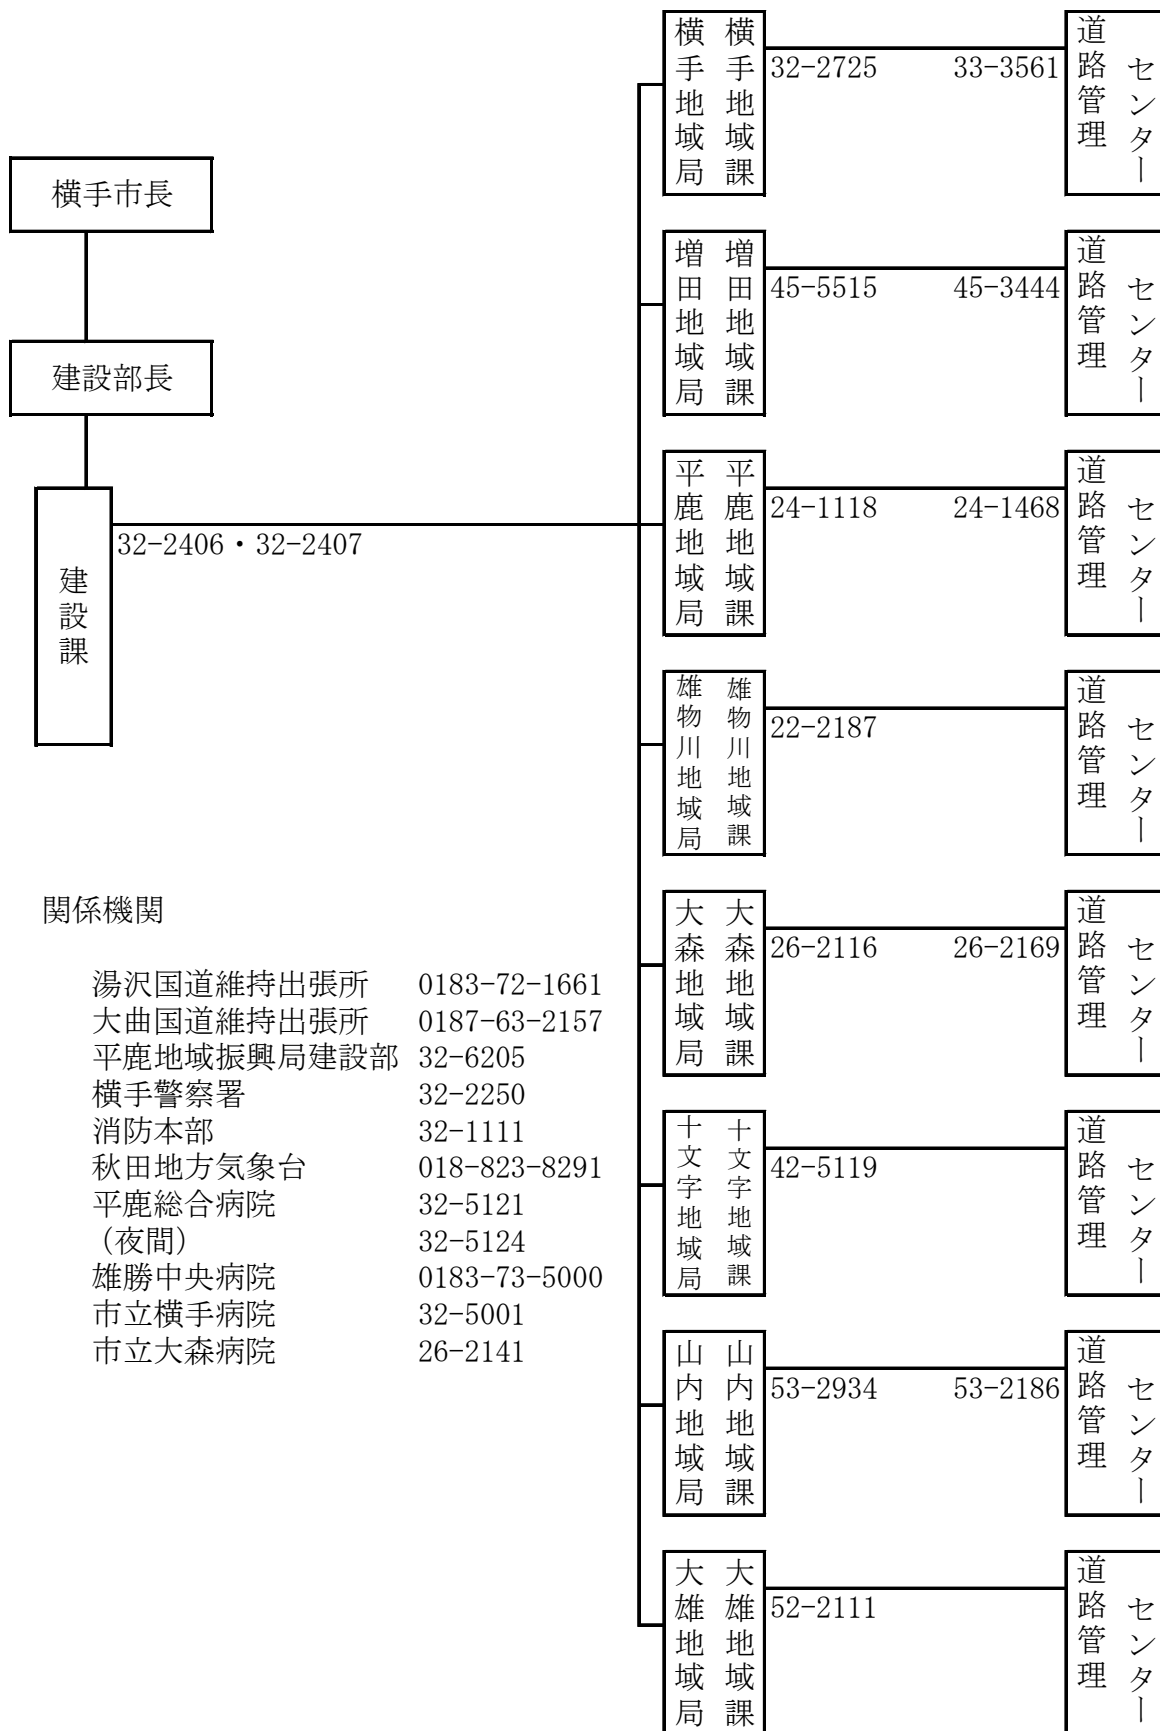 横手市長
建設部長
建設課
32-2406・32-2407
横手地域課
横手地域局
32-2725
33-3561
道路管理
センター
増田地域課
増田地域局
45-5515
45-3444
道路管理
センター
平鹿地域課
平鹿地域局
24-1118
24-1468
道路管理
センター
雄物川地域課
雄物川地域局
22-2187
道路管理
センター
大森地域課
大森地域局
26-2116
26-2169
道路管理
センター
十文字地域課
十文字地域局
42-5119
道路管理
センター
山内地域課
山内地域局
53-2934
53-2186
道路管理
センター
大雄地域課
大雄地域局
52-2111
道路管理
センター
関係機関
湯沢国道維持出張所 0183-72-1661
大曲国道維持出張所 0187-63-2157
平鹿地域振興局建設部 32-6205
横手警察署 32-2250
消防本部 32-1111
秋田地方気象台 018-823-8291
平鹿総合病院 32-5121
(夜間) 32-5124
雄勝中央病院 0183-73-5000
市立横手病院 32-5001
市立大森病院 26-2141